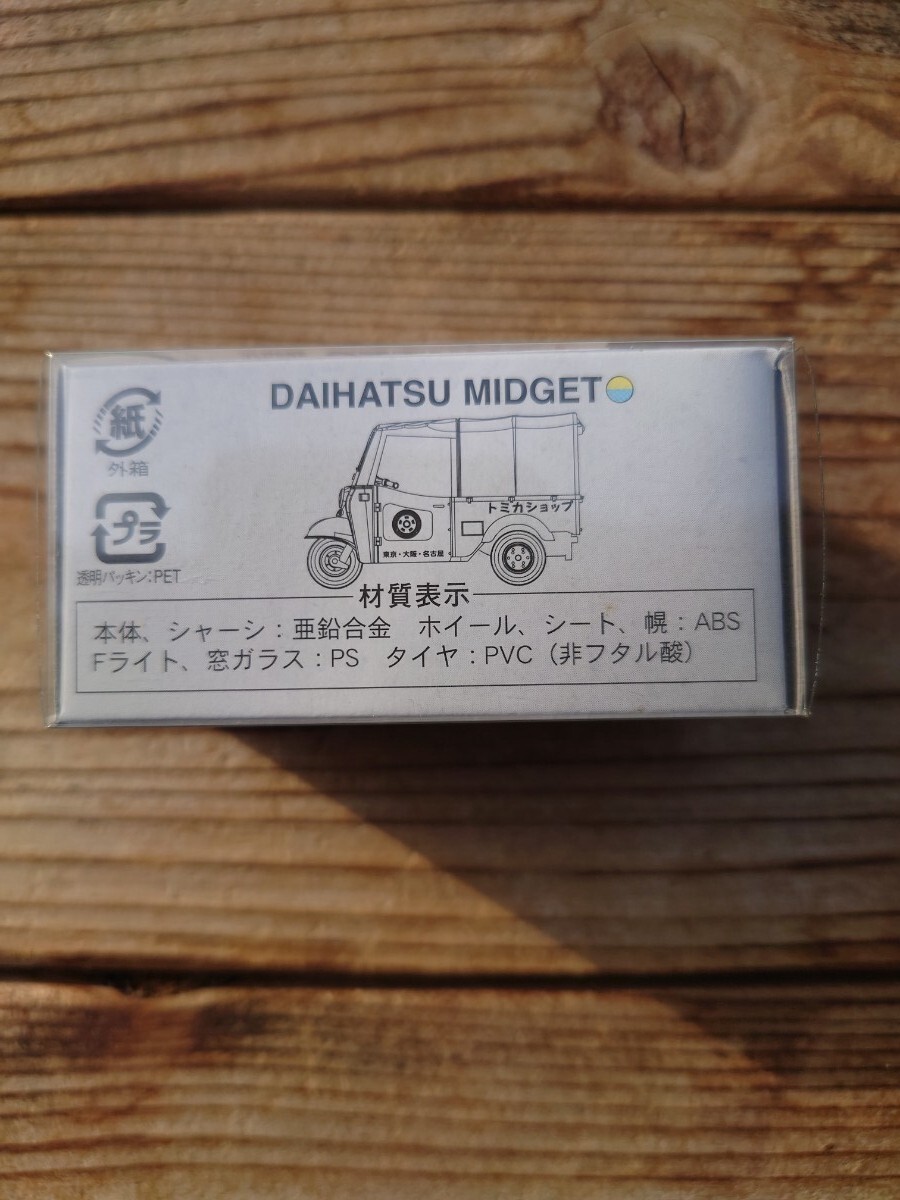 DAIHATSU MIDGET
紙
外箱
プラ
透明パッキン:PET
トミカショップ
東京・大阪・名古屋
材質表示
本体、シャーシ:亜鉛合金 ホイール、シート、幌:ABS
Fライト、窓ガラス:PS タイヤ:PVC(非フタル酸)